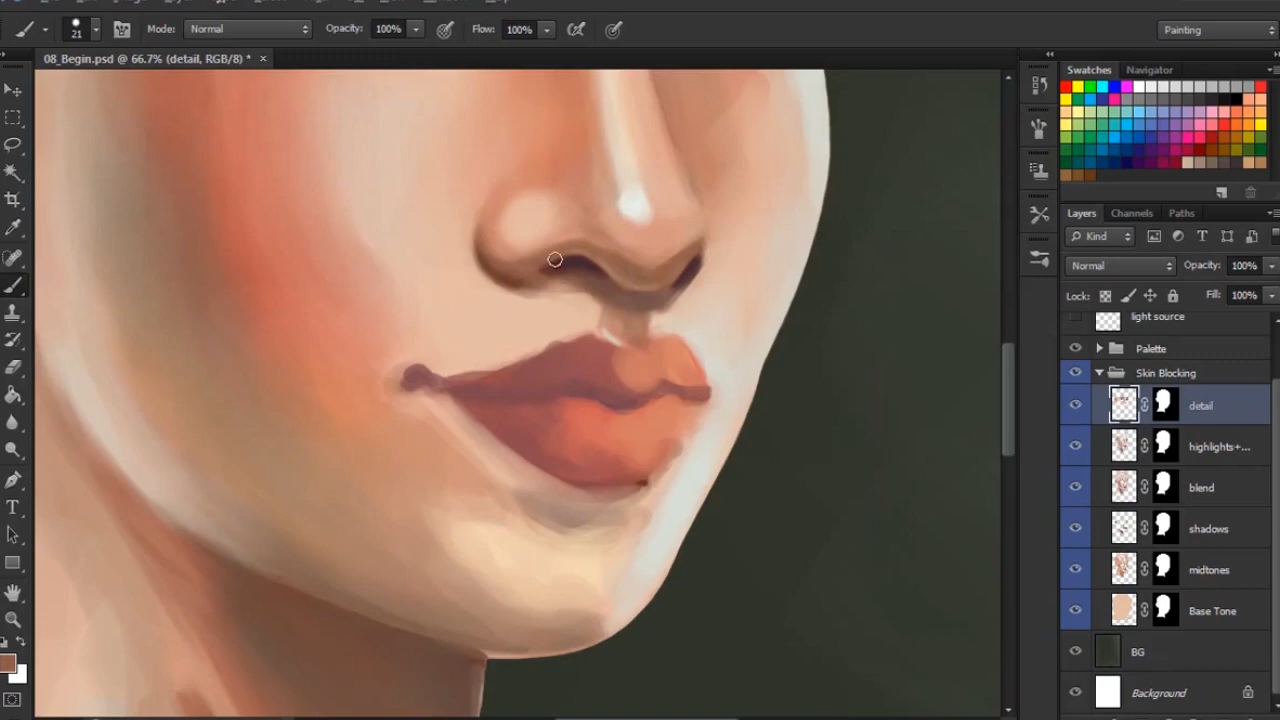 21
Mode: Normal
Opacity: 100%
Flow: 100%
Painting
08_Begin.psd @ 66.7% (detail, RGB/8) *
Swatches
Navigator
Layers
Channels
Paths
Kind
Normal
Opacity: 100%
Lock:
Fill: 100%
light source
Palette
Skin Blocking
detail
highlights+...
blend
shadows
midtones
Base Tone
BG
Background